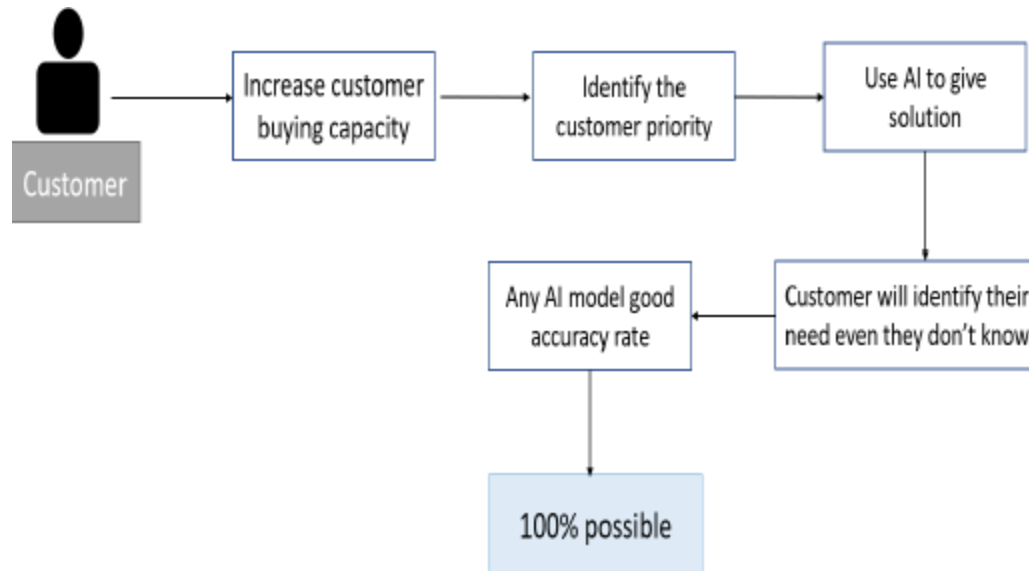 Customer
Increase customer
buying capacity
Identify the
customer priority
Use AI to give
solution
Customer will identify their
need even they don't know
Any AI model good
accuracy rate
100% possible